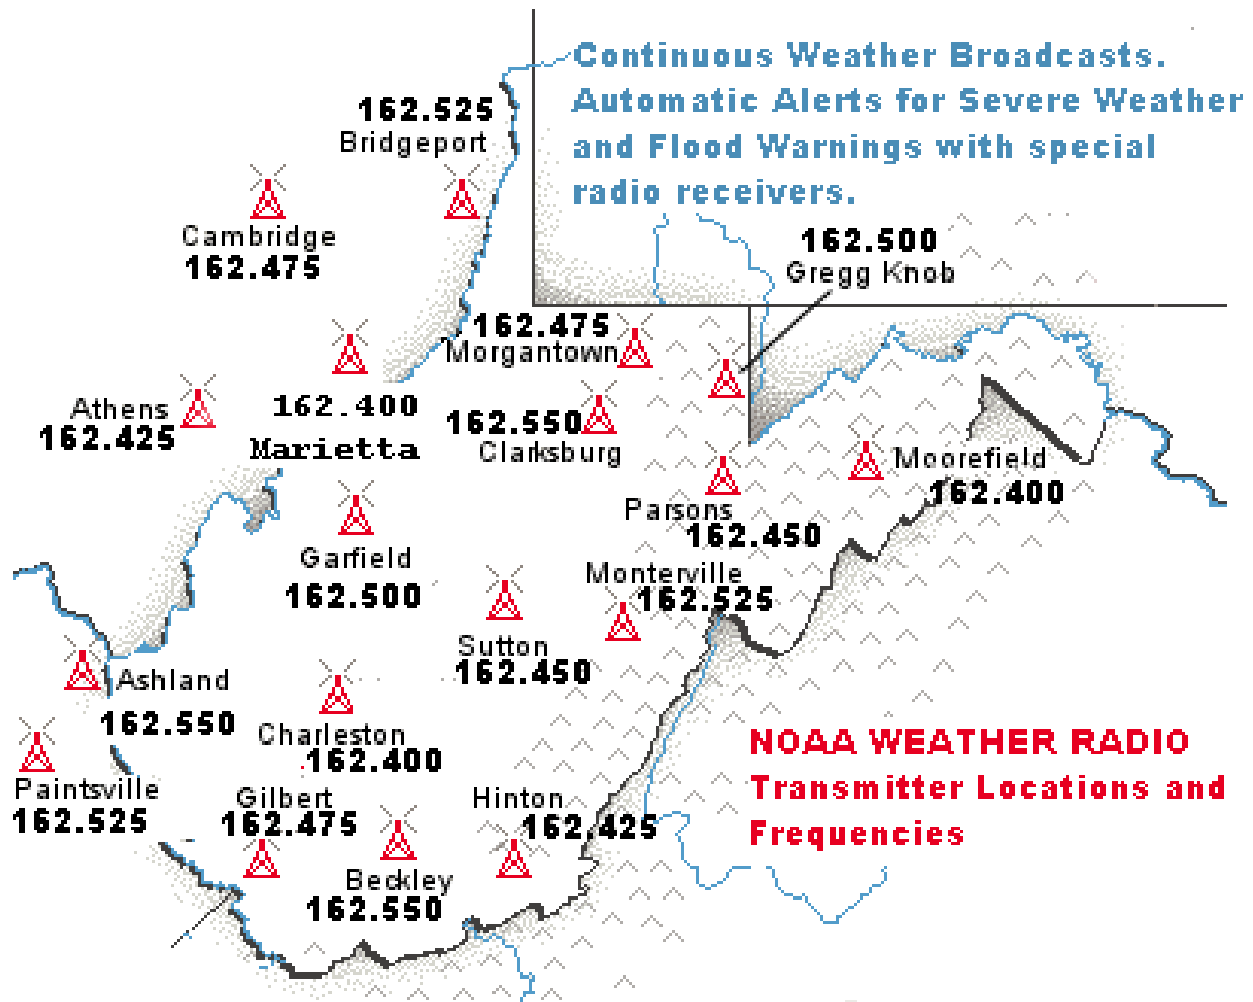 Continuous Weather Broadcasts.
Automatic Alerts for Severe Weather
and Flood Warnings with special
radio receivers.
162.525
Bridgeport
Cambridge
162.475
162.500
Gregg Knob
162.475
Morgantown
Athens
162.425
162.400
Marietta
162.550
Clarksburg
Moorefield
162.400
Parsons
162.450
Garfield
162.500
Monterville
162.525
Sutton
162.450
Ashland
162.550
Charleston
162.400
NOAA WEATHER RADIO
Transmitter Locations and
Frequencies
Paintsville
162.525
Gilbert
162.475
Hinton
162.425
Beckley
162.550